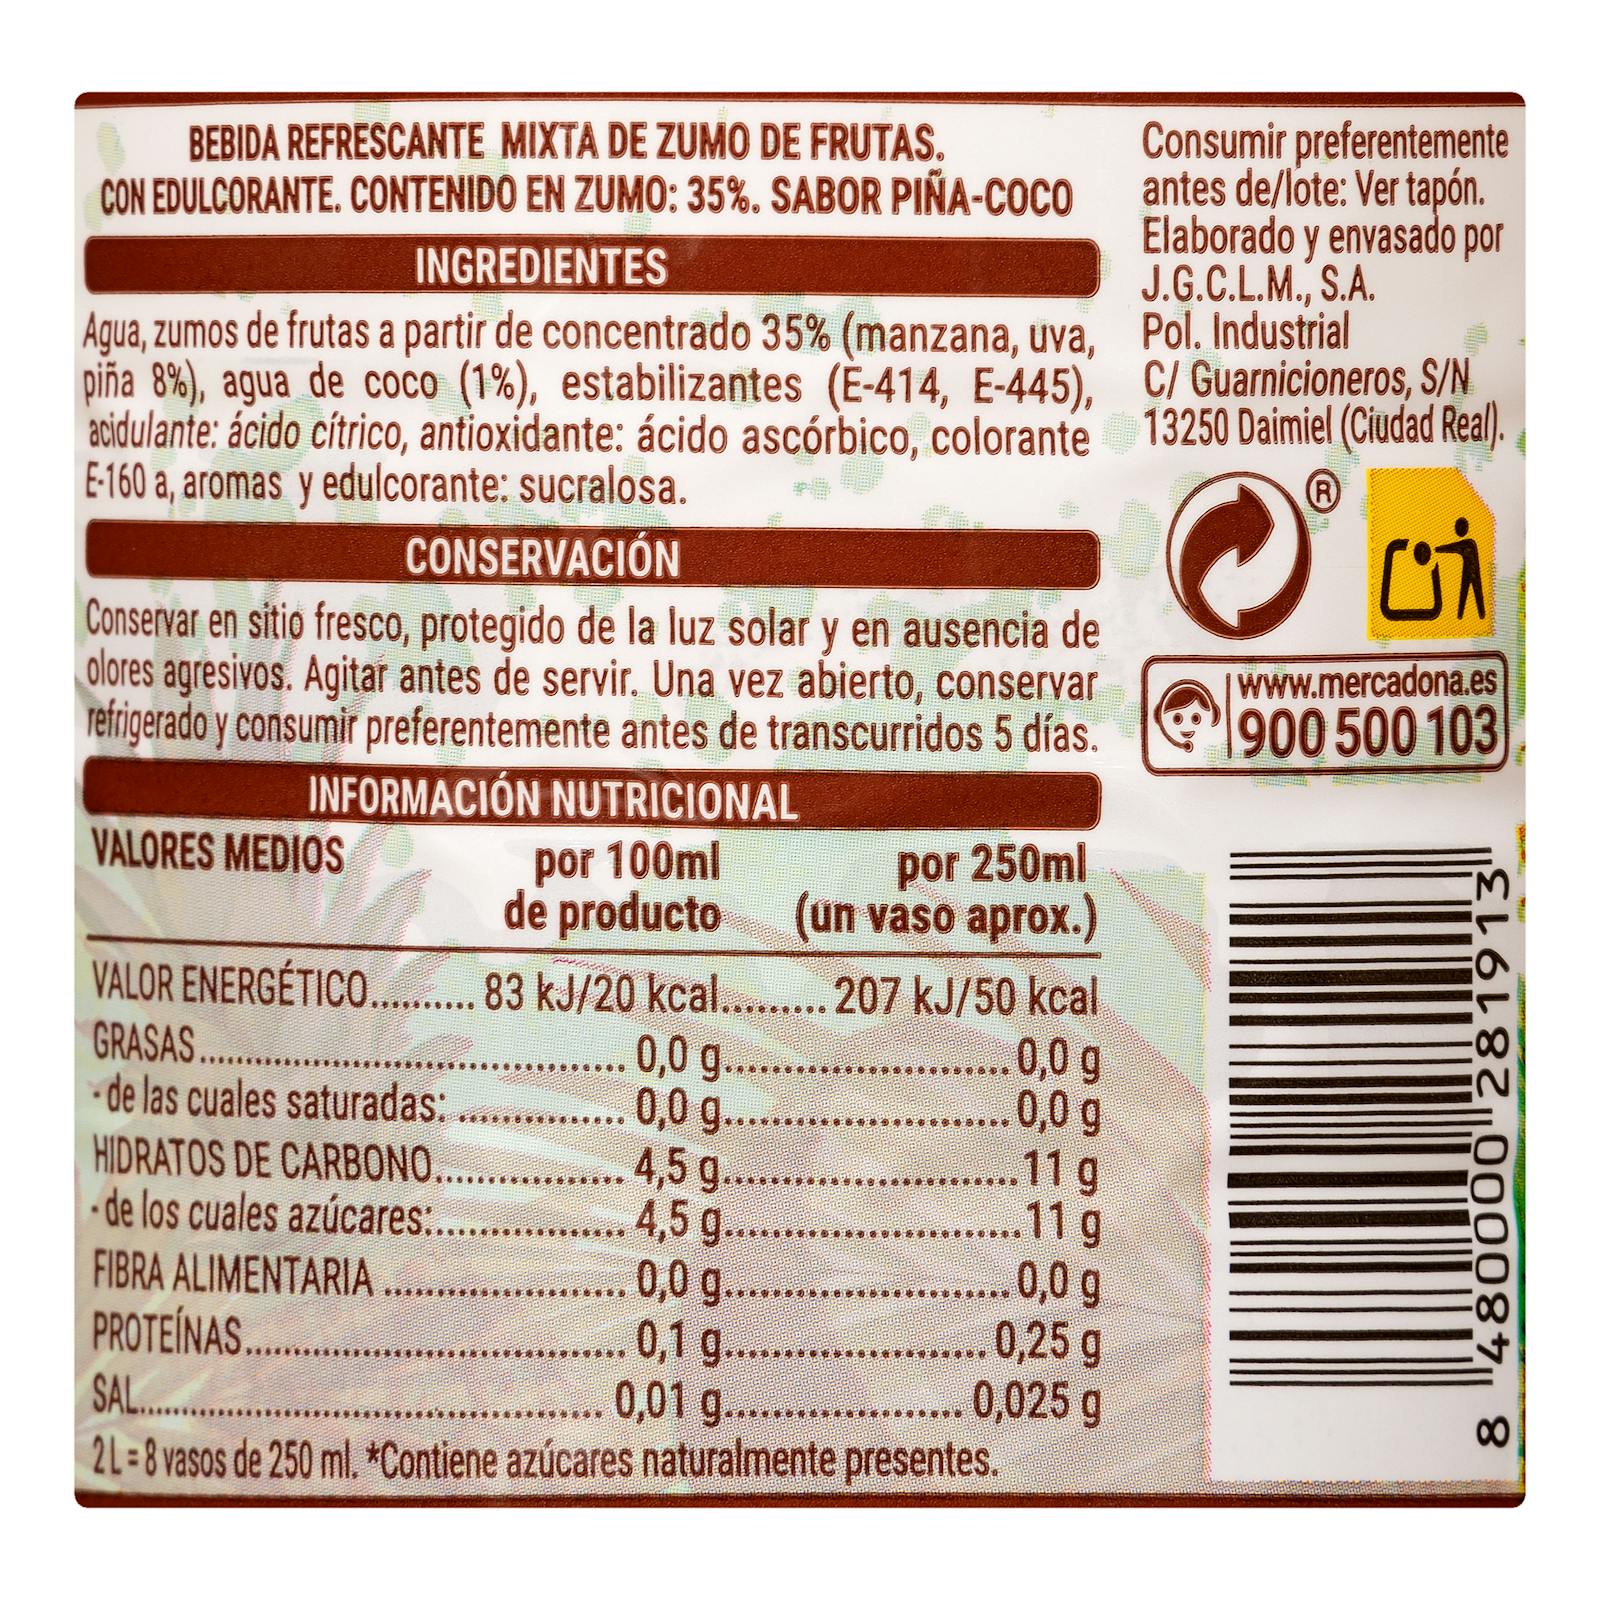 BEBIDA REFRESCANTE MIXTA DE ZUMO DE FRUTAS.
CON EDULCORANTE. CONTENIDO EN ZUMO: 35%. SABOR PIÑA-COCO
INGREDIENTES
Agua, zumos de frutas a partir de concentrado 35% (manzana, uva,
piña 8%), agua de coco (1%), estabilizantes (E-414, E-445),
acidulante: ácido cítrico, antioxidante: ácido ascórbico, colorante
E-160 a, aromas y edulcorante: sucralosa.
CONSERVACIÓN
Conservar en sitio fresco, protegido de la luz solar y en ausencia de
olores agresivos. Agitar antes de servir. Una vez abierto, conservar
refrigerado y consumir preferentemente antes de transcurridos 5 días.
INFORMACIÓN NUTRICIONAL
VALORES MEDIOS por 100ml por 250ml
de producto (un vaso aprox.)
VALOR ENERGÉTICO.......... 83 kJ/20 kcal.......... 207 kJ/50 kcal
GRASAS.......... 0,0 g.......... 0,0 g
- de las cuales saturadas: .......... 0,0 g.......... 0,0 g
HIDRATOS DE CARBONO.......... 4,5 g.......... 11 g
- de los cuales azúcares:.......... 4,5 g.......... 11 g
FIBRA ALIMENTARIA .......... 0,0 g.......... 0,0 g
PROTEÍNAS.......... 0,1 g.......... 0,25 g
SAL.......... 0,01 g.......... 0,025 g
2 L = 8 vasos de 250 ml. *Contiene azúcares naturalmente presentes.
Consumir preferentemente
antes de/lote: Ver tapón.
Elaborado y envasado por
J.G.C.L.M., S.A.
Pol. Industrial
C/ Guarnicioneros, S/N
13250 Daimiel (Ciudad Real).
®
www.mercadona.es
900 500 103
8 480000 281913